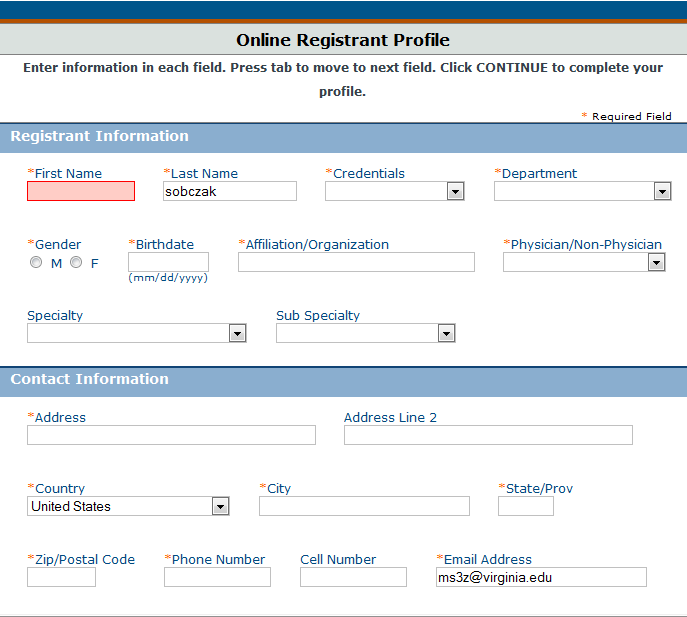 Online Registrant Profile
Enter information in each field. Press tab to move to next field. Click CONTINUE to complete your
profile.
* Required Field
Registrant Information
*First Name *Last Name *Credentials *Department
sobczak
*Gender *Birthdate *Affiliation/Organization *Physician/Non-Physician
M F
(mm/dd/yyyy)
Specialty Sub Specialty
Contact Information
*Address Address Line 2
*Country *City *State/Prov
United States
*Zip/Postal Code *Phone Number Cell Number *Email Address
ms3z@virginia.edu